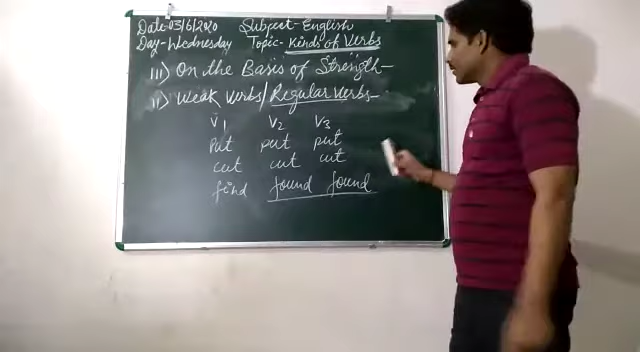 Date-03/6/2020 Subject-English
Day-Wednesday Topic-Kinds of Verbs
III) On the Basis of Strength-
ii) Weak Verbs/Regular Verbs-
V1 V2 V3
Put put put
cut cut cut
find found found